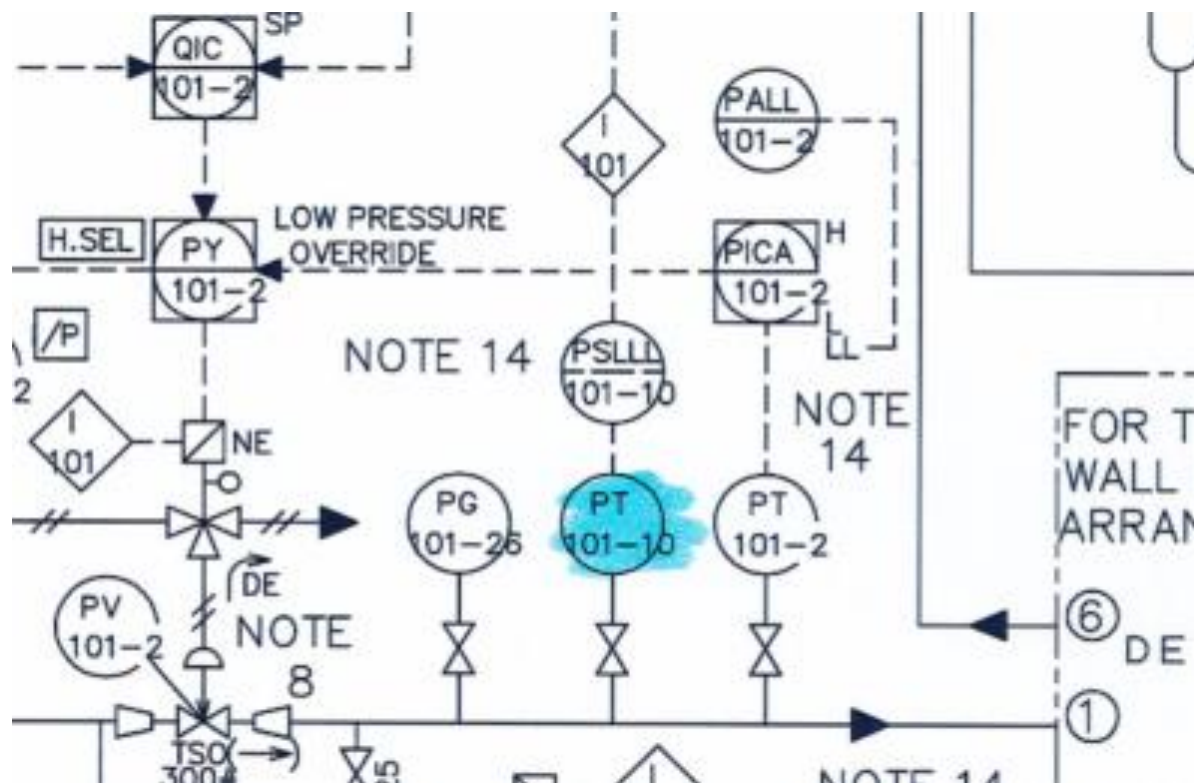 SP
QIC
101-2
I
101
PALL
101-2
H.SEL
PY
101-2
LOW PRESSURE
OVERRIDE
PICA
101-2
H
L
LL
/P
2
NOTE 14
PSLLL
101-10
NOTE
14
I
101
NE
PG
101-26
PT
101-10
PT
101-2
FOR T
WALL
ARRAN
DE
PV
101-2
NOTE
8
6
DE
1
TSO
300#
I
NOTE 14